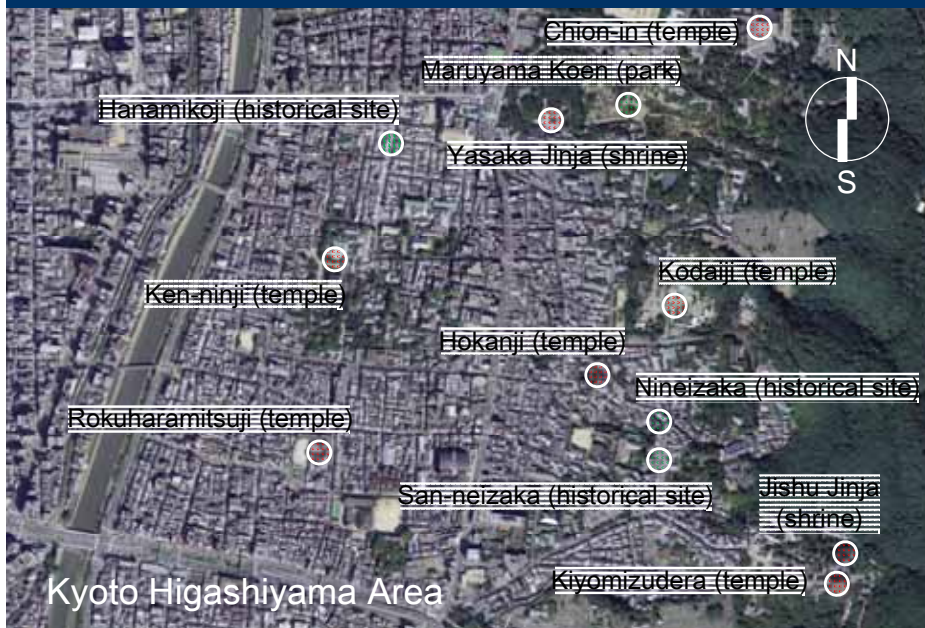 Chion-in (temple)
Maruyama Koen (park)
N
Hanamikoji (historical site)
Yasaka Jinja (shrine)
S
Kodaiji (temple)
Ken-ninji (temple)
Hokanji (temple)
Nineizaka (historical site)
Rokuharamitsuji (temple)
San-neizaka (historical site)
Jishu Jinja
(shrine)
Kiyomizudera (temple)
Kyoto Higashiyama Area